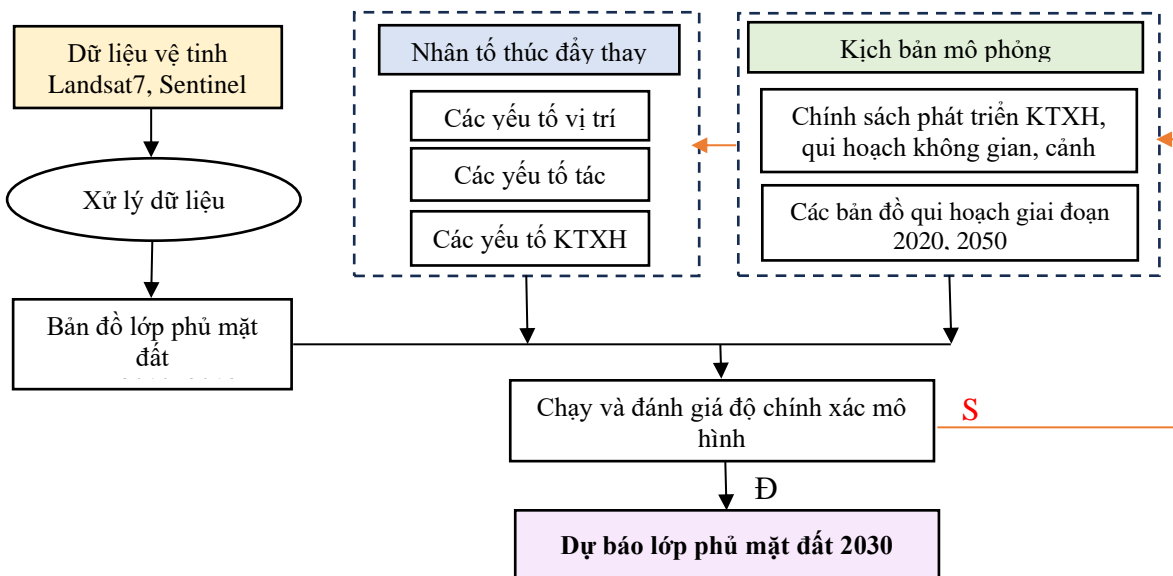 Dữ liệu vệ tinh
Landsat7, Sentinel
Xử lý dữ liệu
Bản đồ lớp phủ mặt
đất
Nhân tố thúc đẩy thay
Các yếu tố vị trí
Các yếu tố tác
Các yếu tố KTXH
Kịch bản mô phỏng
Chính sách phát triển KTXH,
qui hoạch không gian, cảnh
Các bản đồ qui hoạch giai đoạn
2020, 2050
Chạy và đánh giá độ chính xác mô
hình
S
Đ
Dự báo lớp phủ mặt đất 2030